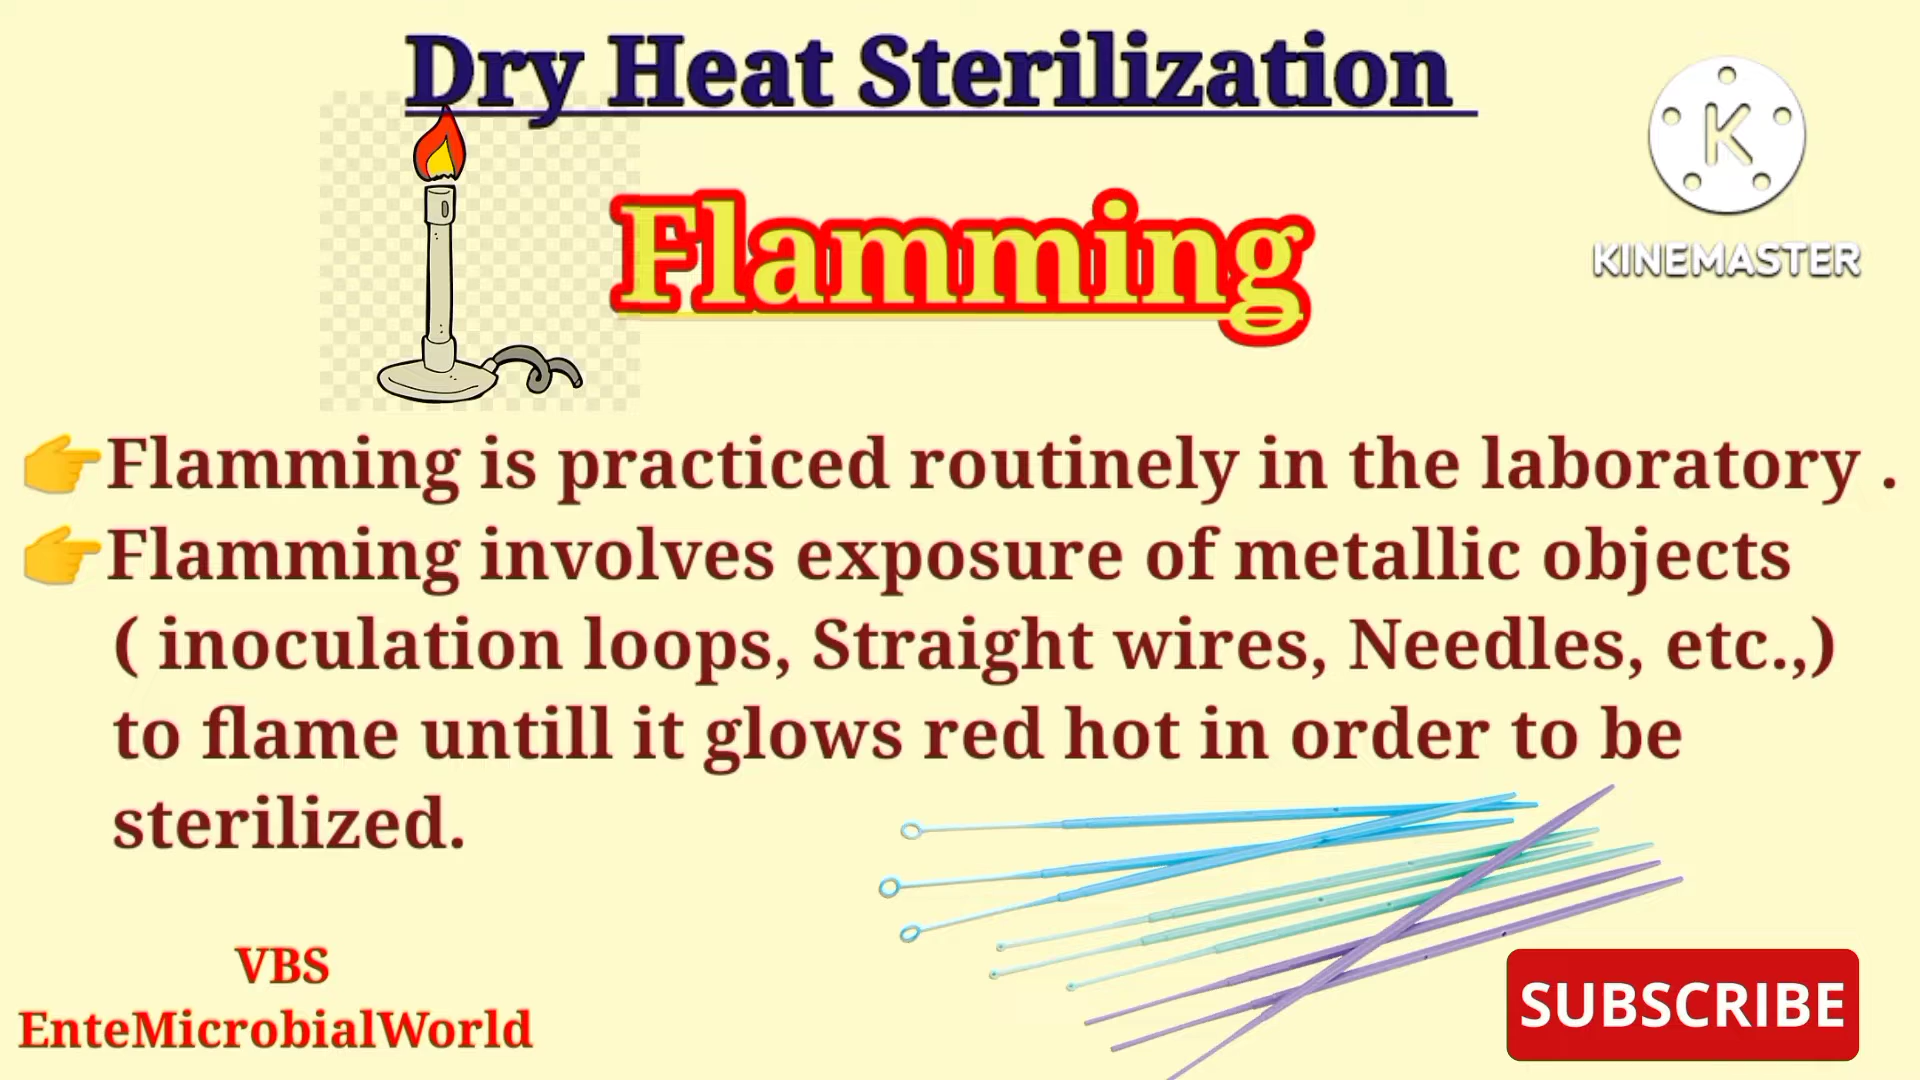 Dry Heat Sterilization
K
KINEMASTER
Flamming
👉Flamming is practiced routinely in the laboratory .
👉Flamming involves exposure of metallic objects
( inoculation loops, Straight wires, Needles, etc.,)
to flame untill it glows red hot in order to be
sterilized.
VBS
EnteMicrobialWorld
SUBSCRIBE